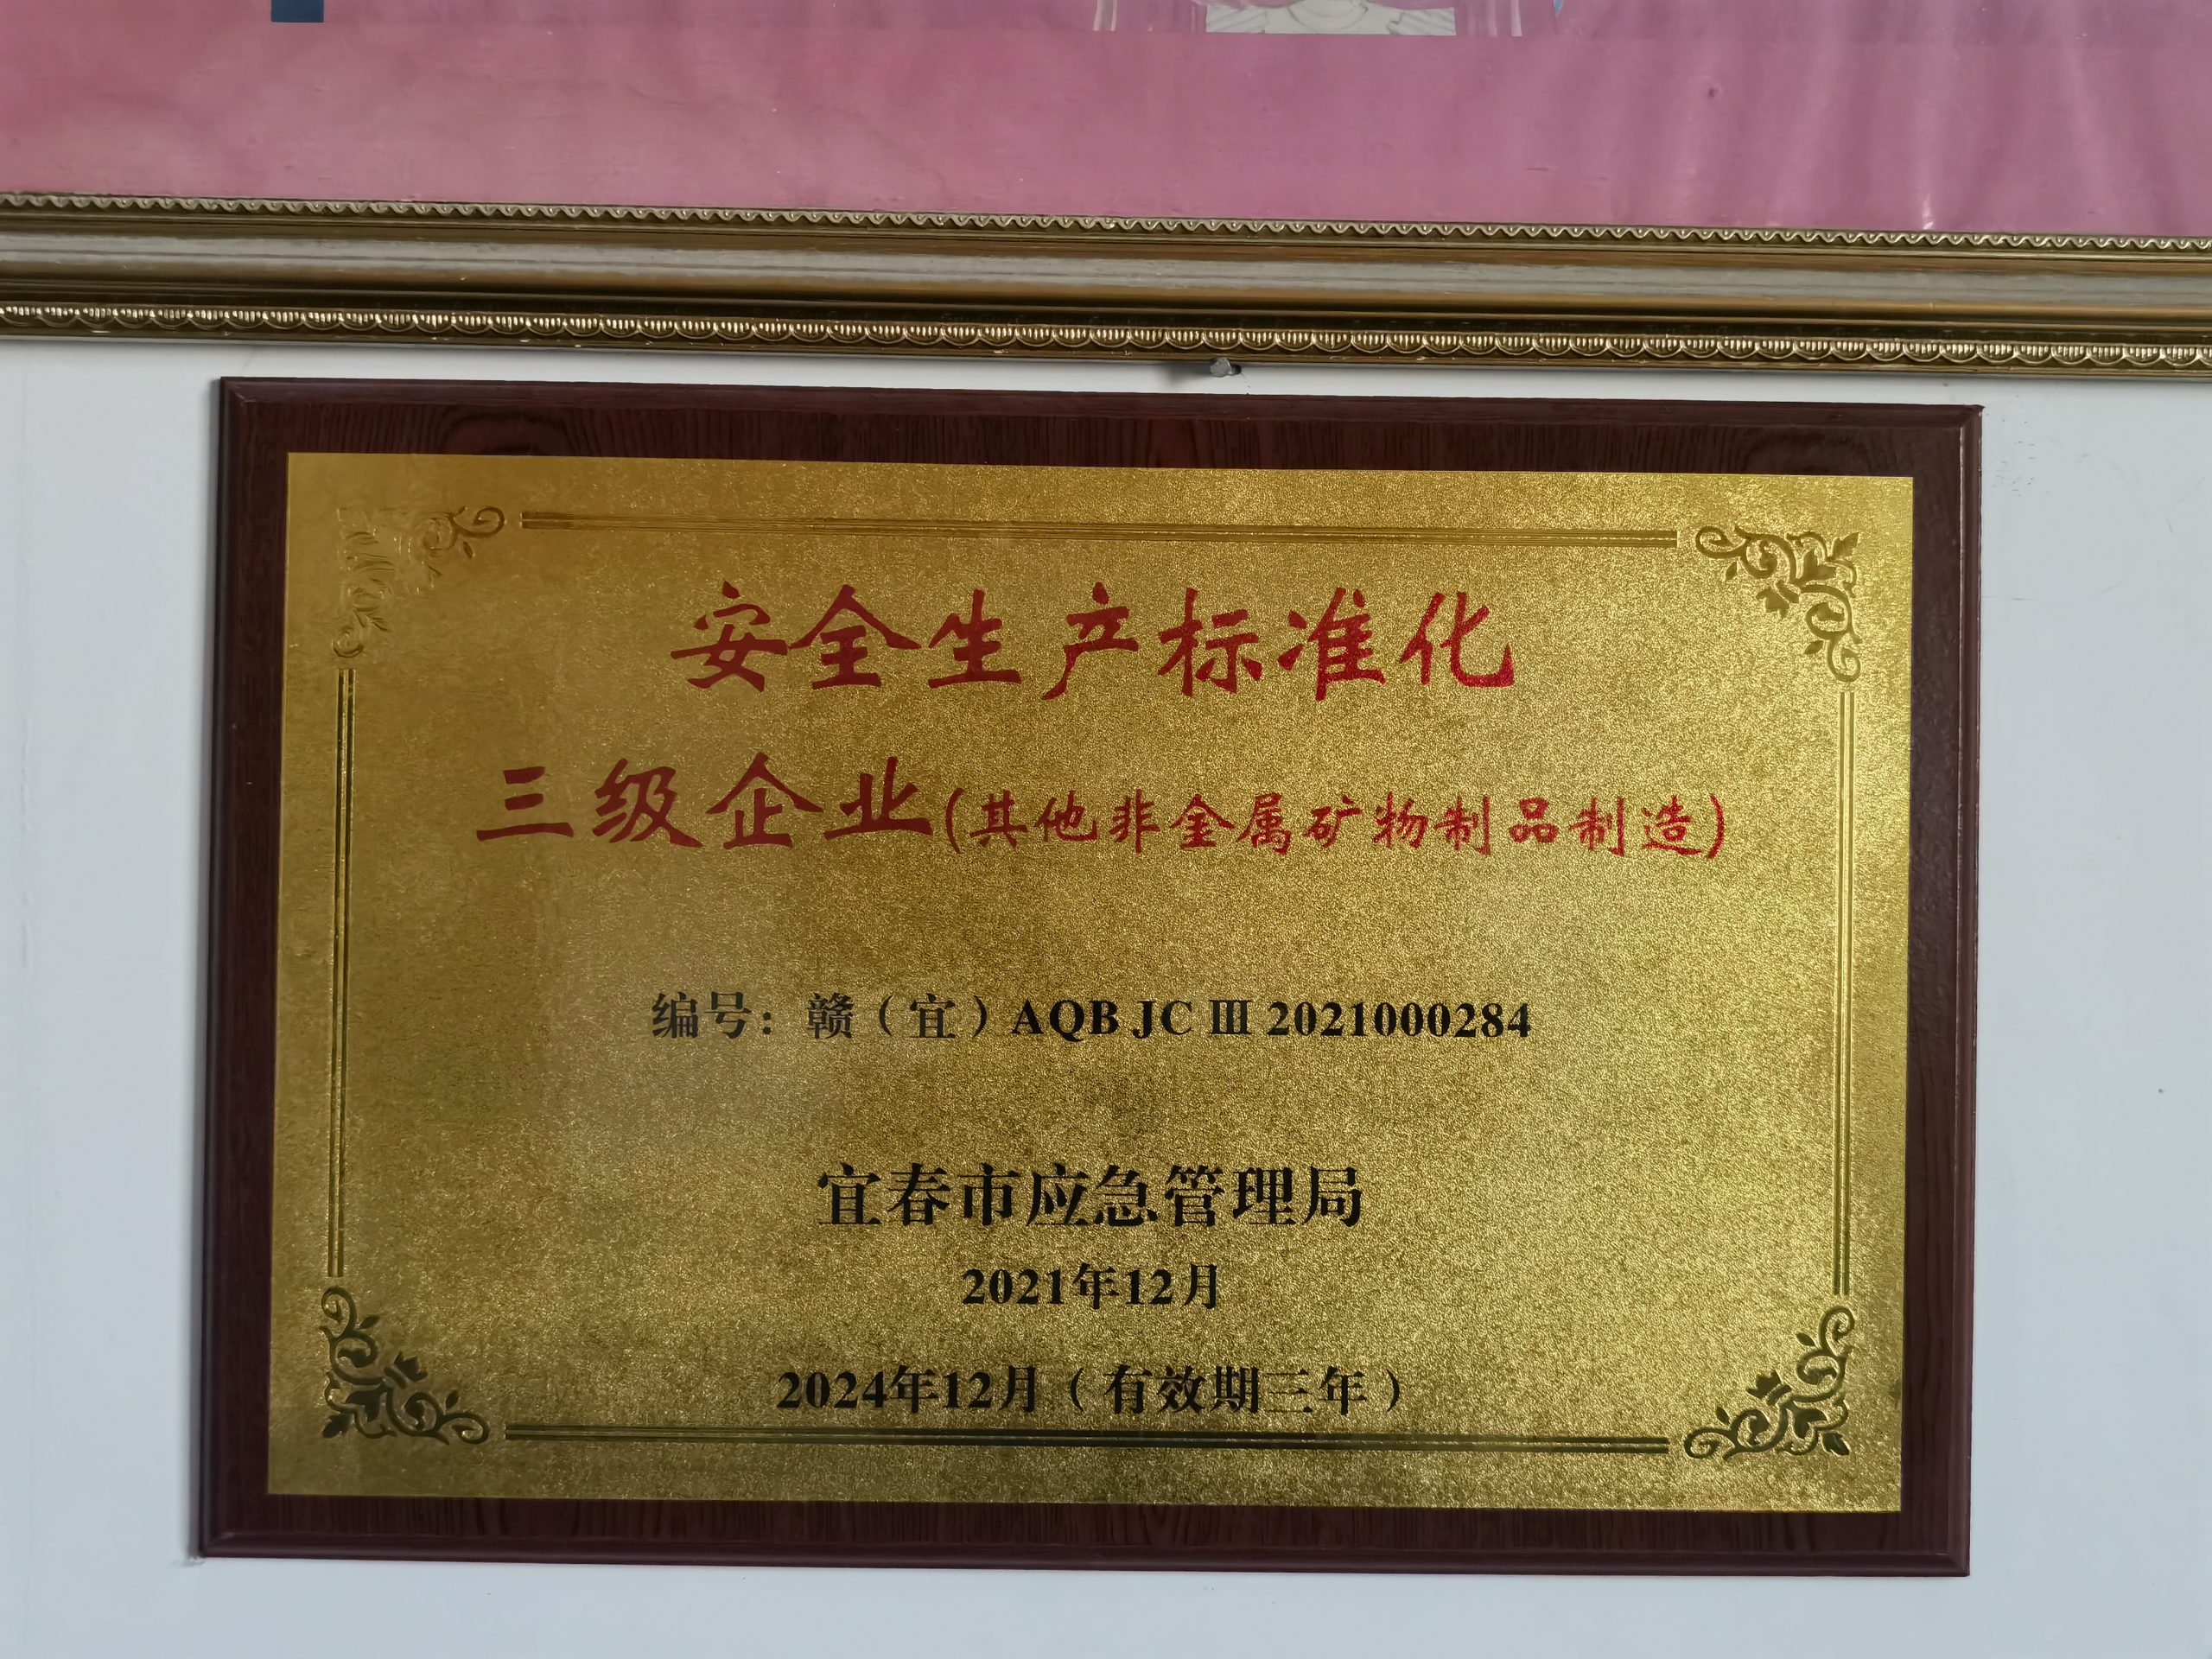 安全生产标准化
三级企业(其他非金属矿物制品制造)
编号：赣（宜）AQB JC Ⅲ 2021000284
宜春市应急管理局
2021年12月
2024年12月（有效期三年）